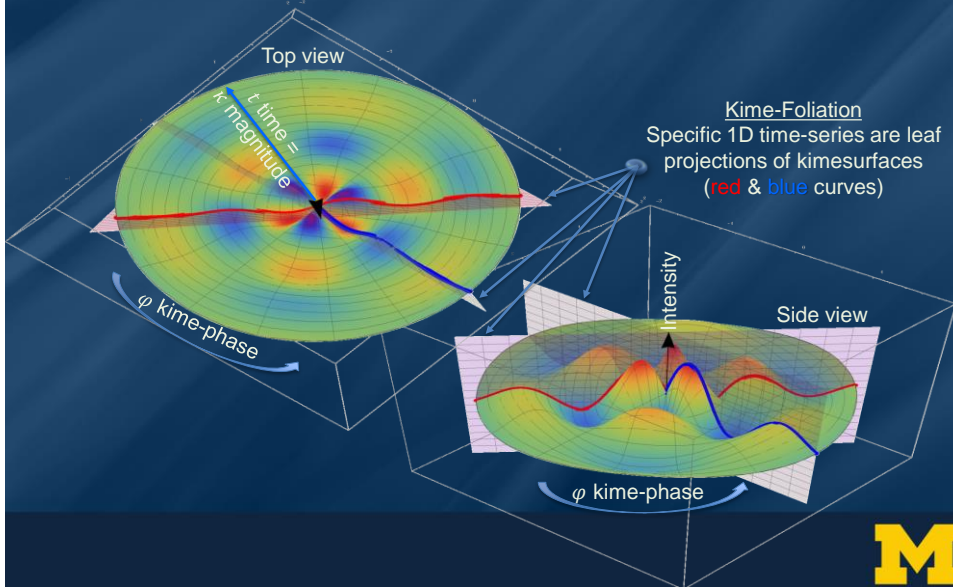 Top view
t time =
κ magnitude
φ kime-phase
Kime-Foliation
Specific 1D time-series are leaf
projections of kimesurfaces
(red & blue curves)
Intensity
Side view
φ kime-phase
M